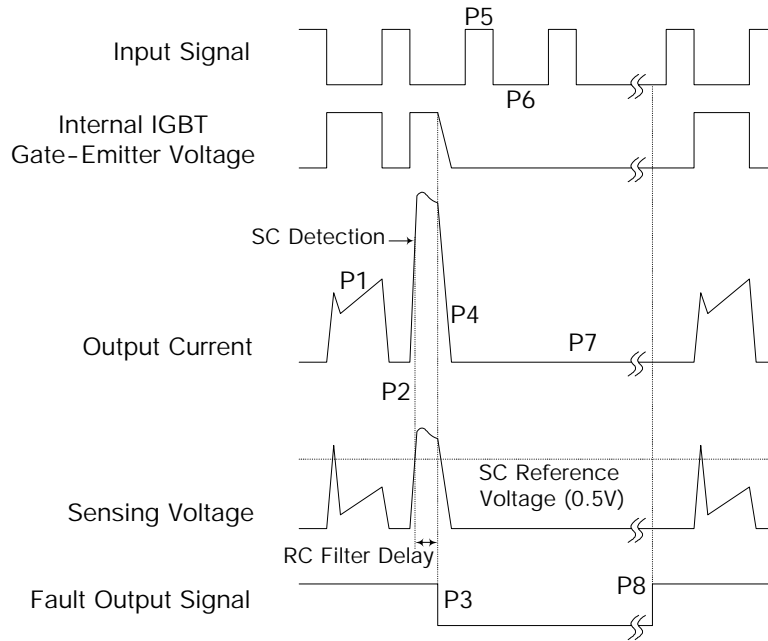 P5
Input Signal
P6
Internal IGBT
Gate-Emitter Voltage
SC Detection
P1
P4
Output Current
P7
P2
SC Reference
Voltage (0.5V)
Sensing Voltage
RC Filter Delay
Fault Output Signal
P3
P8